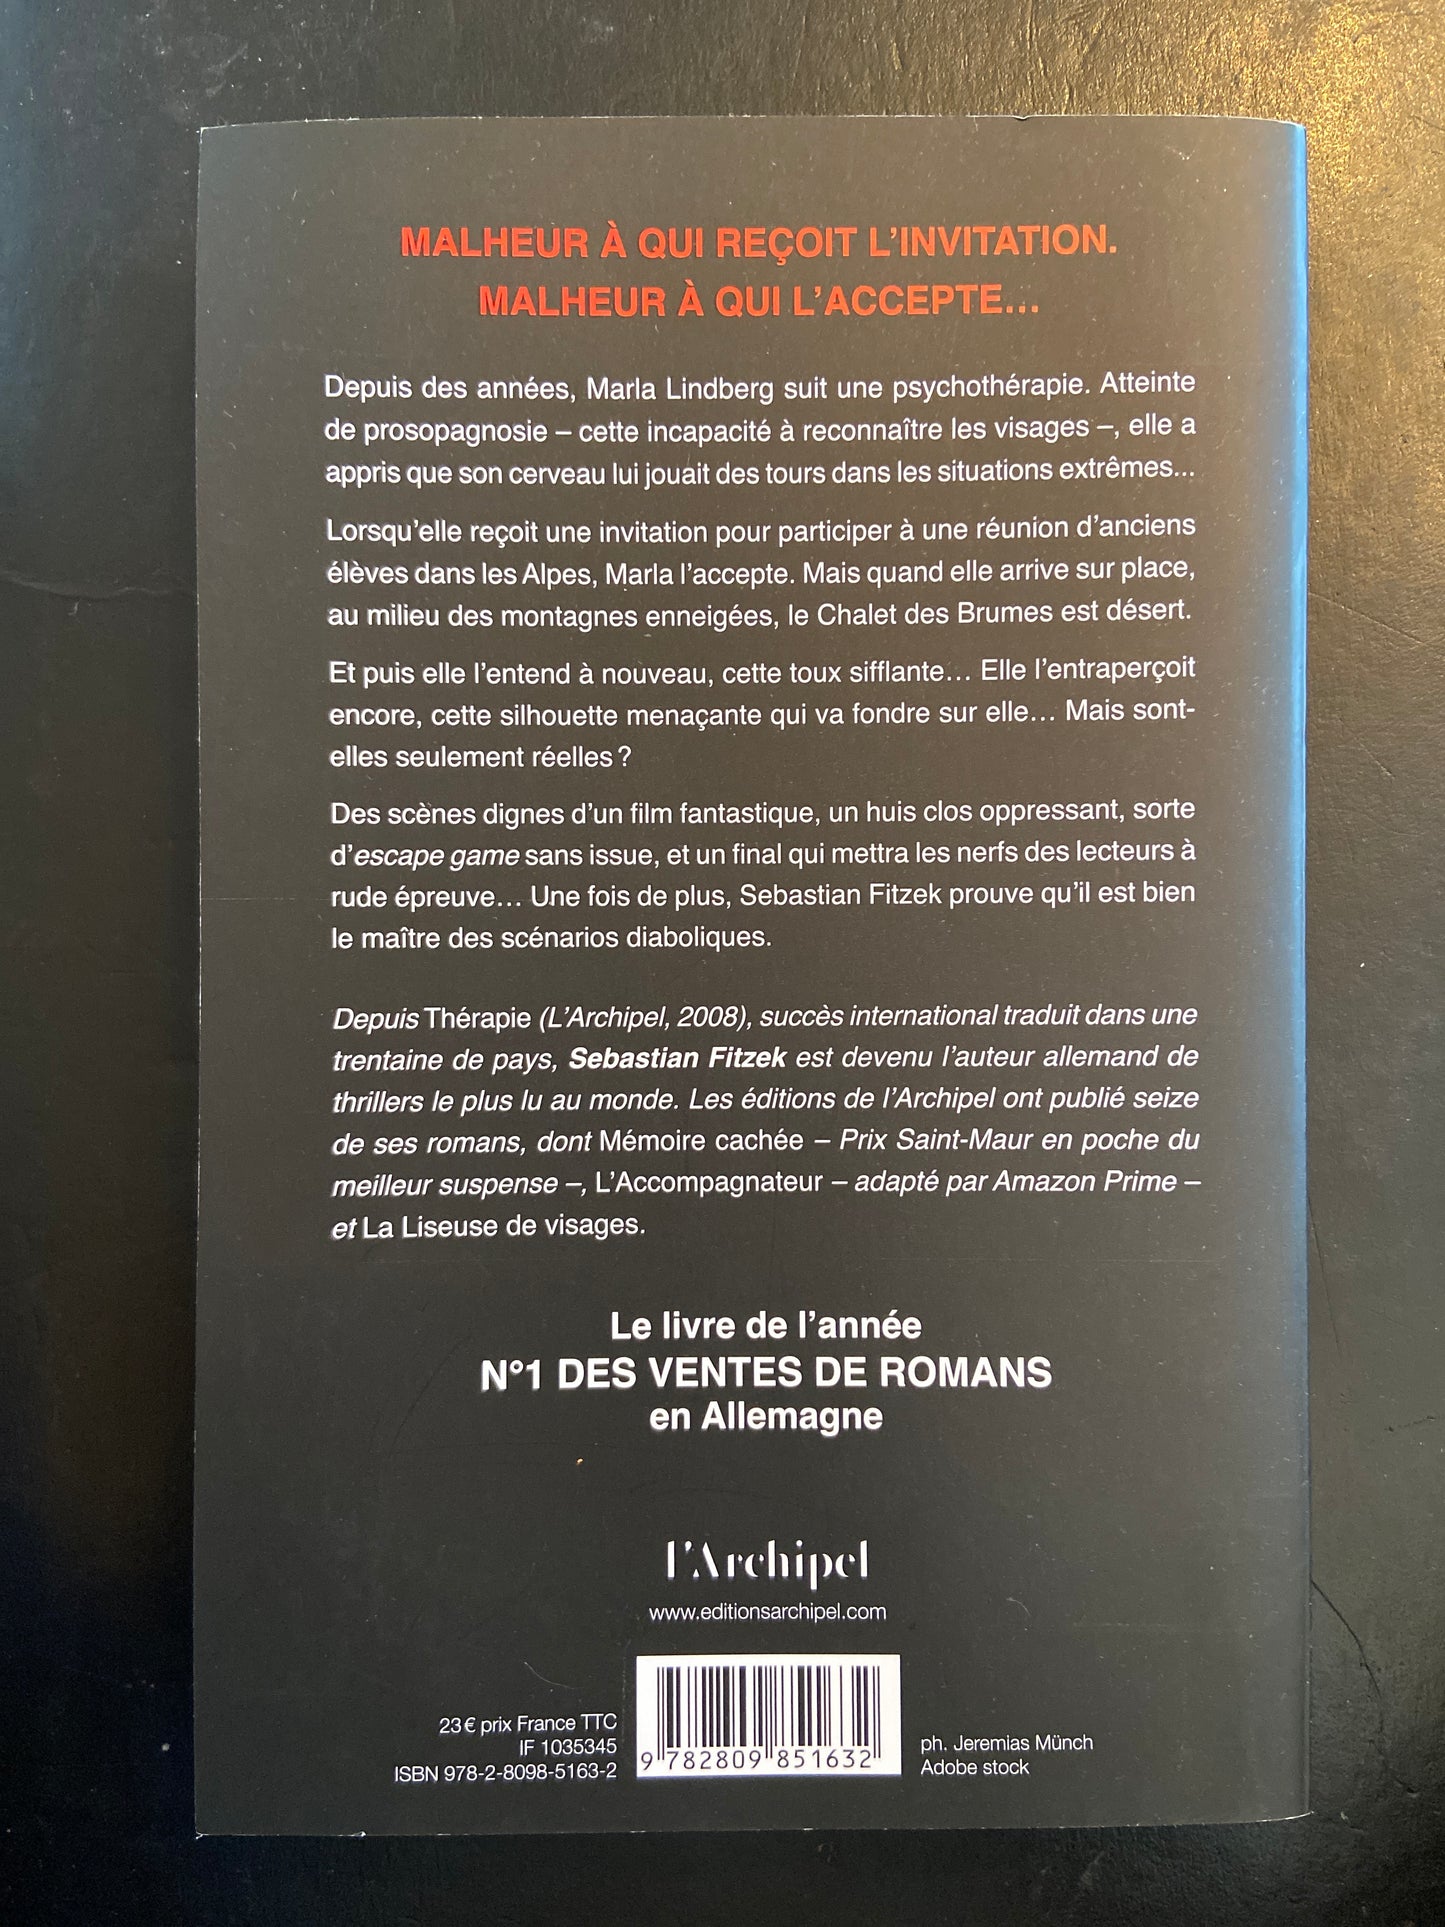 MALHEUR À QUI REÇOIT L’INVITATION.
MALHEUR À QUI L’ACCEPTE…
Depuis des années, Marla Lindberg suit une psychothérapie. Atteinte
de prosopagnosie – cette incapacité à reconnaître les visages –, elle a
appris que son cerveau lui jouait des tours dans les situations extrêmes...
Lorsqu’elle reçoit une invitation pour participer à une réunion d’anciens
élèves dans les Alpes, Marla l’accepte. Mais quand elle arrive sur place,
au milieu des montagnes enneigées, le Chalet des Brumes est désert.
Et puis elle l’entend à nouveau, cette toux sifflante… Elle l’entraperçoit
encore, cette silhouette menaçante qui va fondre sur elle… Mais sont-
elles seulement réelles ?
Des scènes dignes d’un film fantastique, un huis clos oppressant, sorte
d’escape game sans issue, et un final qui mettra les nerfs des lecteurs à
rude épreuve… Une fois de plus, Sebastian Fitzek prouve qu’il est bien
le maître des scénarios diaboliques.
Depuis Thérapie (L’Archipel, 2008), succès international traduit dans une
trentaine de pays, Sebastian Fitzek est devenu l’auteur allemand de
thrillers le plus lu au monde. Les éditions de l’Archipel ont publié seize
de ses romans, dont Mémoire cachée – Prix Saint-Maur en poche du
meilleur suspense –, L’Accompagnateur – adapté par Amazon Prime –
et La Liseuse de visages.
Le livre de l’année
N°1 DES VENTES DE ROMANS
en Allemagne
l’Archipel
www.editionsarchipel.com
23 € prix France TTC
IF 1035345
ISBN 978-2-8098-5163-2
9 782809 851632
ph. Jeremias Münch
Adobe stock